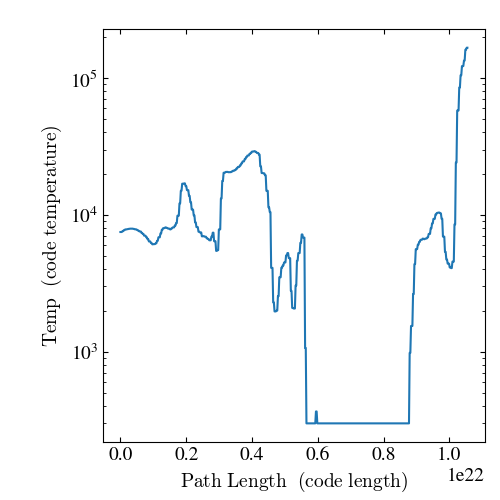 10^5
10^4
10^3
Temp (code temperature)
0.0 0.2 0.4 0.6 0.8 1.0
1e22
Path Length (code length)